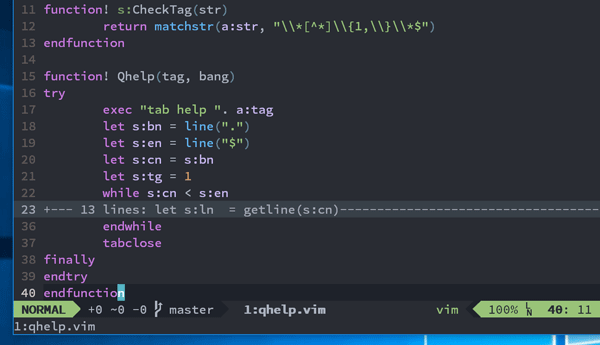 11 function! s:CheckTag(str)
12         return matchstr(a:str, "\\*[^*]\\{1,\\}\\*$")
13 endfunction
14
15 function! Qhelp(tag, bang)
16 try
17         exec "tab help ". a:tag
18         let s:bn = line(".")
19         let s:en = line("$")
20         let s:cn = s:bn
21         let s:tg = 1
22         while s:cn < s:en
23 +--- 13 lines: let s:ln  = getline(s:cn)-----------------------------------
36         endwhile
37         tabclose
38 finally
39 endtry
40 endfunction
NORMAL +0 ~0 -0 master 1:qhelp.vim vim 100% LN 40: 11
1:qhelp.vim